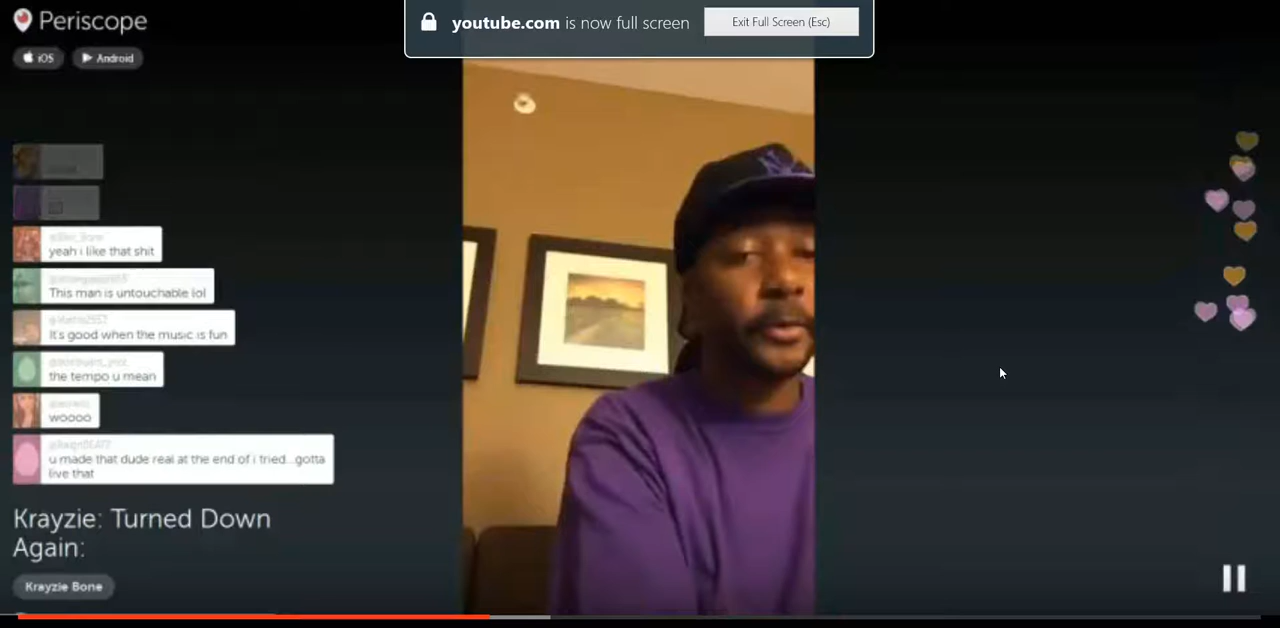 Periscope
youtube.com is now full screen
Exit Full Screen (Esc)
iOS
Android
yeah i like that shit
This man is untouchable lol
It's good when the music is fun
the tempo u mean
woooo
u made that dude real at the end of i tried...gotta
live that
Krayzie: Turned Down
Again:
Krayzie Bone